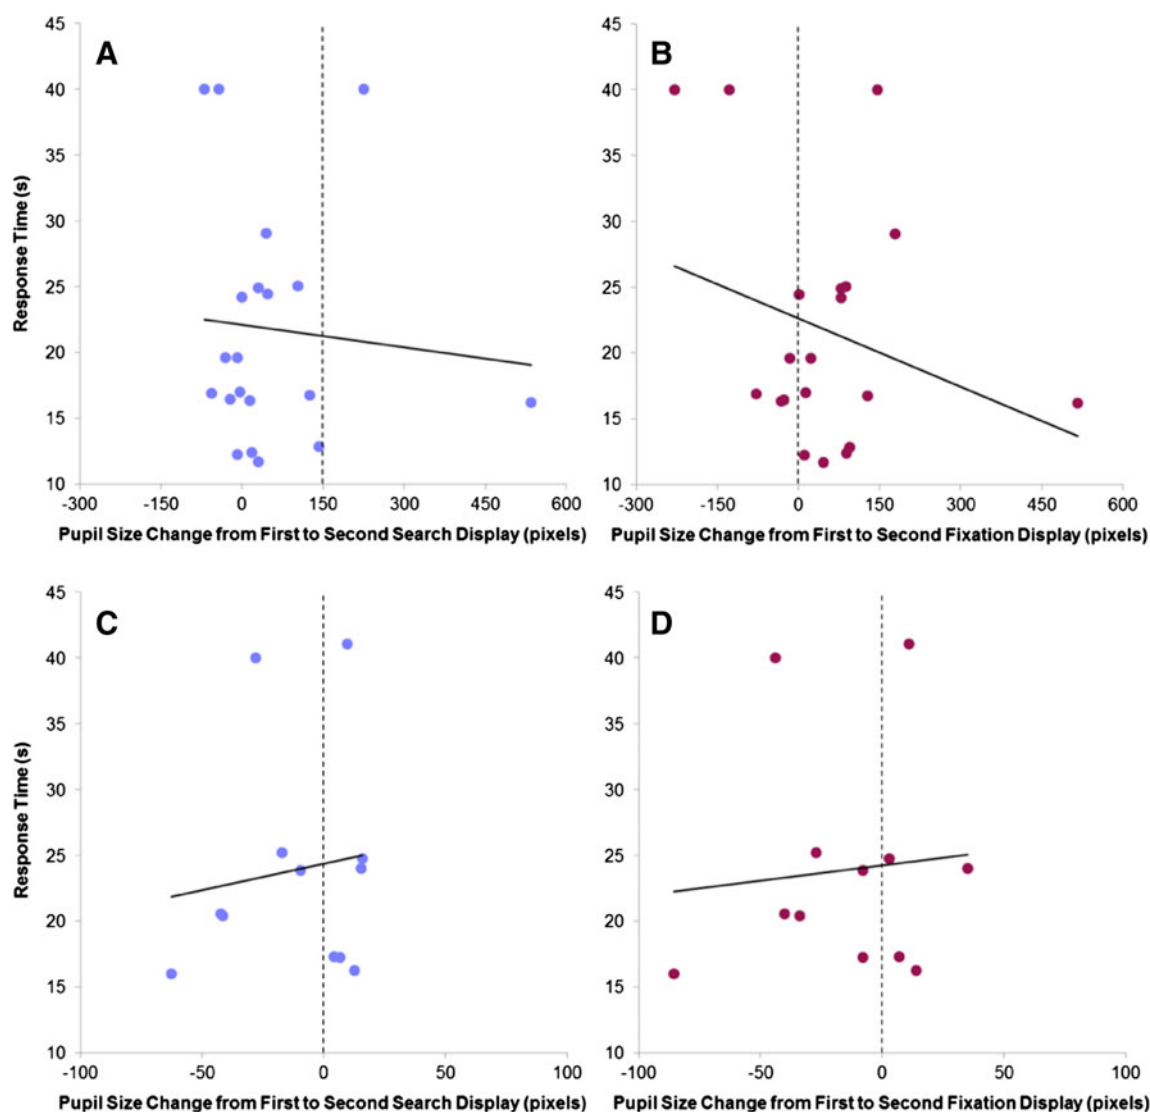 A
B
45
40
35
30
25
20
15
10
Response Time (s)
-300 -150 0 150 300 450 600
Pupil Size Change from First to Second Search Display (pixels)
45
40
35
30
25
20
15
10
-300 -150 0 150 300 450 600
Pupil Size Change from First to Second Fixation Display (pixels)
C
D
45
40
35
30
25
20
15
10
Response Time (s)
-100 -50 0 50 100
Pupil Size Change from First to Second Search Display (pixels)
45
40
35
30
25
20
15
10
-100 -50 0 50 100
Pupil Size Change from First to Second Fixation Display (pixels)